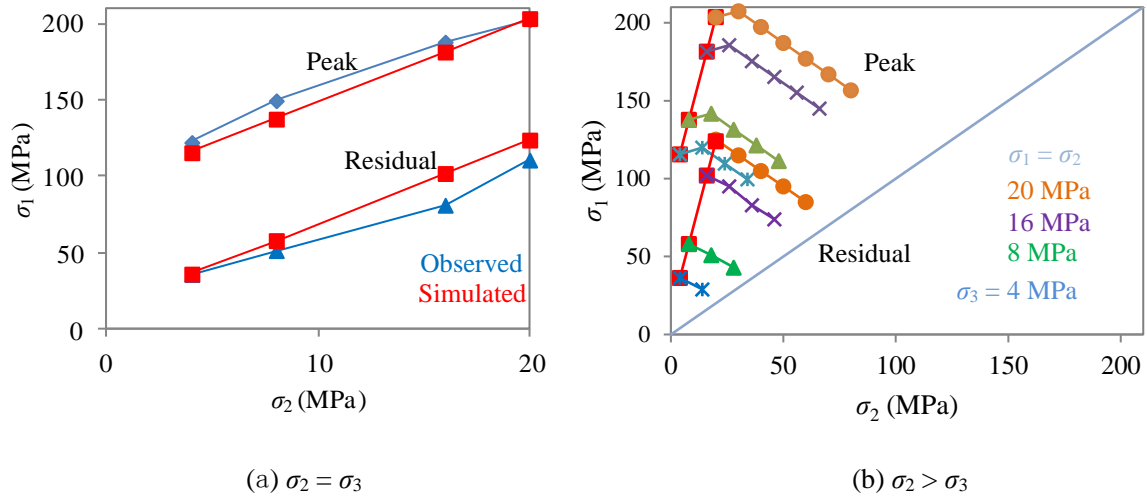 200
150
100
50
0
σ1 (MPa)
Peak
Residual
Observed
Simulated
0
10
20
σ2 (MPa)
(a) σ2 = σ3
200
150
100
50
0
σ1 (MPa)
Peak
σ1 = σ2
20 MPa
16 MPa
Residual
8 MPa
σ3 = 4 MPa
0
50
100
150
200
σ2 (MPa)
(b) σ2 > σ3